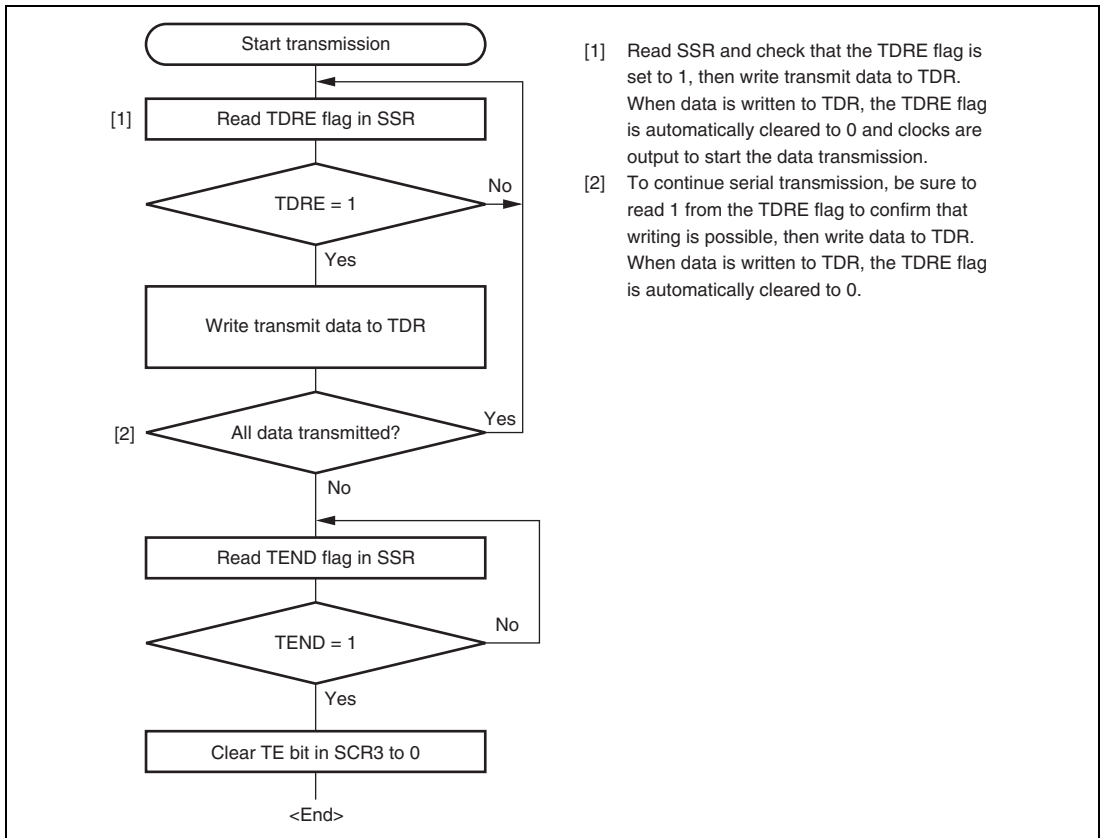 Start transmission
[1] Read TDRE flag in SSR
TDRE = 1
No
Yes
Write transmit data to TDR
[2] All data transmitted?
Yes
No
Read TEND flag in SSR
TEND = 1
No
Yes
Clear TE bit in SCR3 to 0
<End>
[1] Read SSR and check that the TDRE flag is
set to 1, then write transmit data to TDR.
When data is written to TDR, the TDRE flag
is automatically cleared to 0 and clocks are
output to start the data transmission.
[2] To continue serial transmission, be sure to
read 1 from the TDRE flag to confirm that
writing is possible, then write data to TDR.
When data is written to TDR, the TDRE flag
is automatically cleared to 0.